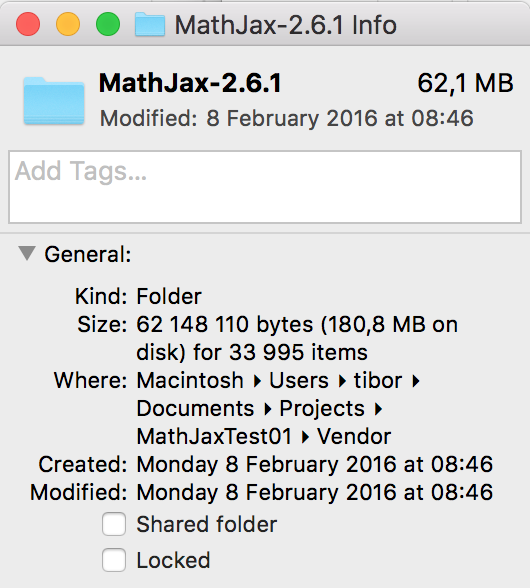 MathJax-2.6.1 Info
MathJax-2.6.1 62,1 MB
Modified: 8 February 2016 at 08:46
Add Tags...
General:
Kind: Folder
Size: 62 148 110 bytes (180,8 MB on
disk) for 33 995 items
Where: Macintosh ▸ Users ▸ tibor ▸
Documents ▸ Projects ▸
MathJaxTest01 ▸ Vendor
Created: Monday 8 February 2016 at 08:46
Modified: Monday 8 February 2016 at 08:46
Shared folder
Locked